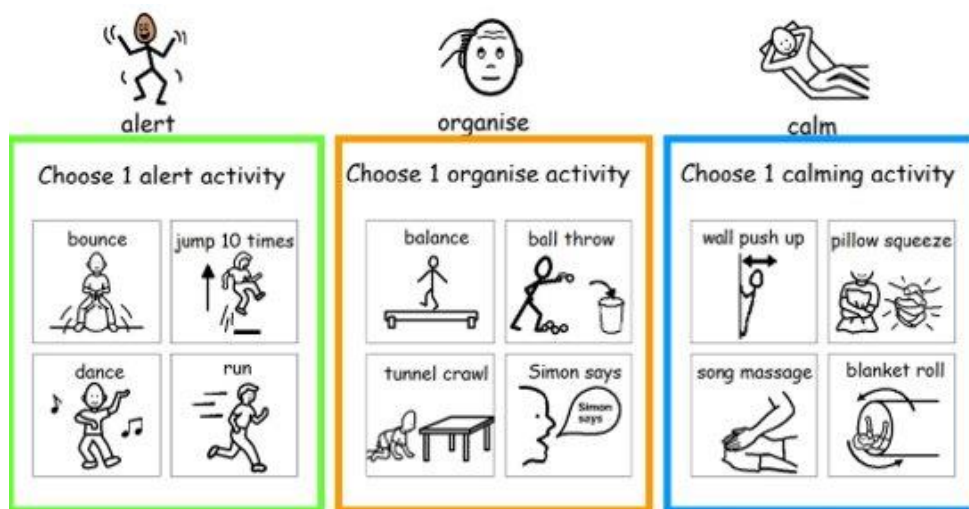 alert
organise
calm
Choose 1 alert activity
bounce
jump 10 times
dance
run
Choose 1 organise activity
balance
ball throw
tunnel crawl
Simon says
Simon
says
Choose 1 calming activity
wall push up
pillow squeeze
song massage
blanket roll